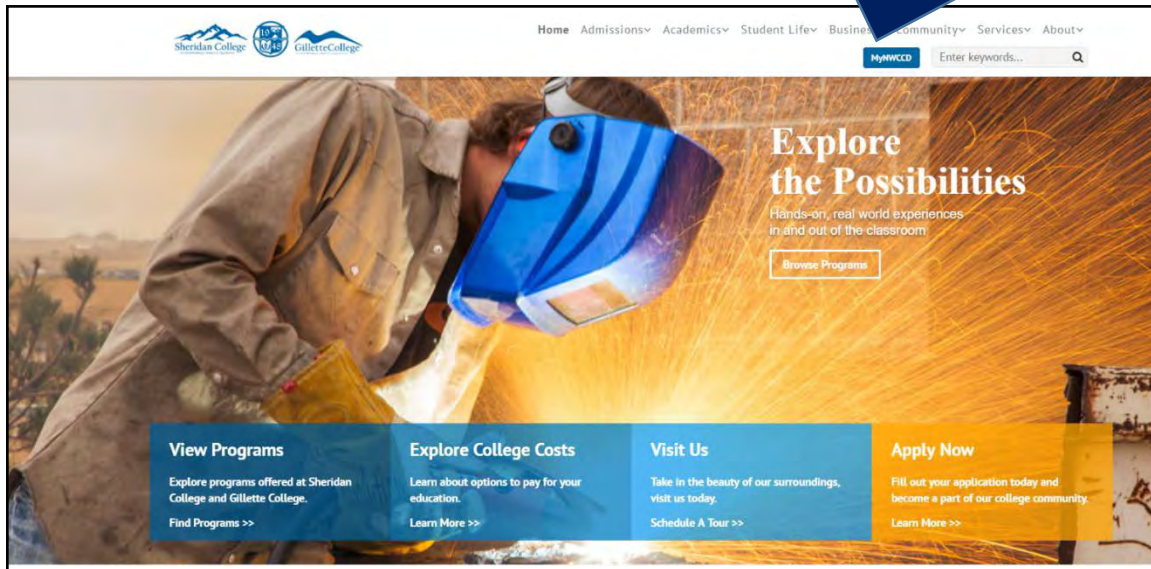 Sheridan College
1948
GilletteCollege
Home Admissions Academics Student Life Business Community Services About
MyNWCCD Enter keywords...
Explore
the Possibilities
Hands-on, real world experiences
in and out of the classroom
Browse Programs
View Programs
Explore programs offered at Sheridan
College and Gillette College.
Find Programs >>
Explore College Costs
Learn about options to pay for your
education.
Learn More >>
Visit Us
Take in the beauty of our surroundings,
visit us today.
Schedule A Tour >>
Apply Now
Fill out your application today and
become a part of our college community.
Learn More >>